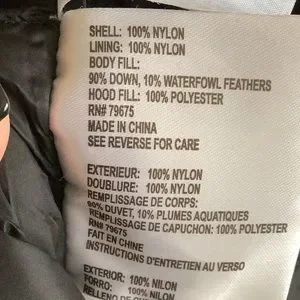 SHELL: 100% NYLON
LINING: 100% NYLON
BODY FILL:
90% DOWN, 10% WATERFOWL FEATHERS
HOOD FILL: 100% POLYESTER
RN# 79675
MADE IN CHINA
SEE REVERSE FOR CARE
EXTERIEUR: 100% NYLON
DOUBLURE: 100% NYLON
REMPLISSAGE DE CORPS:
90% DUVET, 10% PLUMES AQUATIQUES
REMPLISSAGE DE CAPUCHON: 100% POLYESTER
RN# 79675
FAIT EN CHINE
INSTRUCTIONS D'ENTRETIEN AU VERSO
EXTERIOR: 100% NILON
FORRO: 100% NILON
RELLENO DE